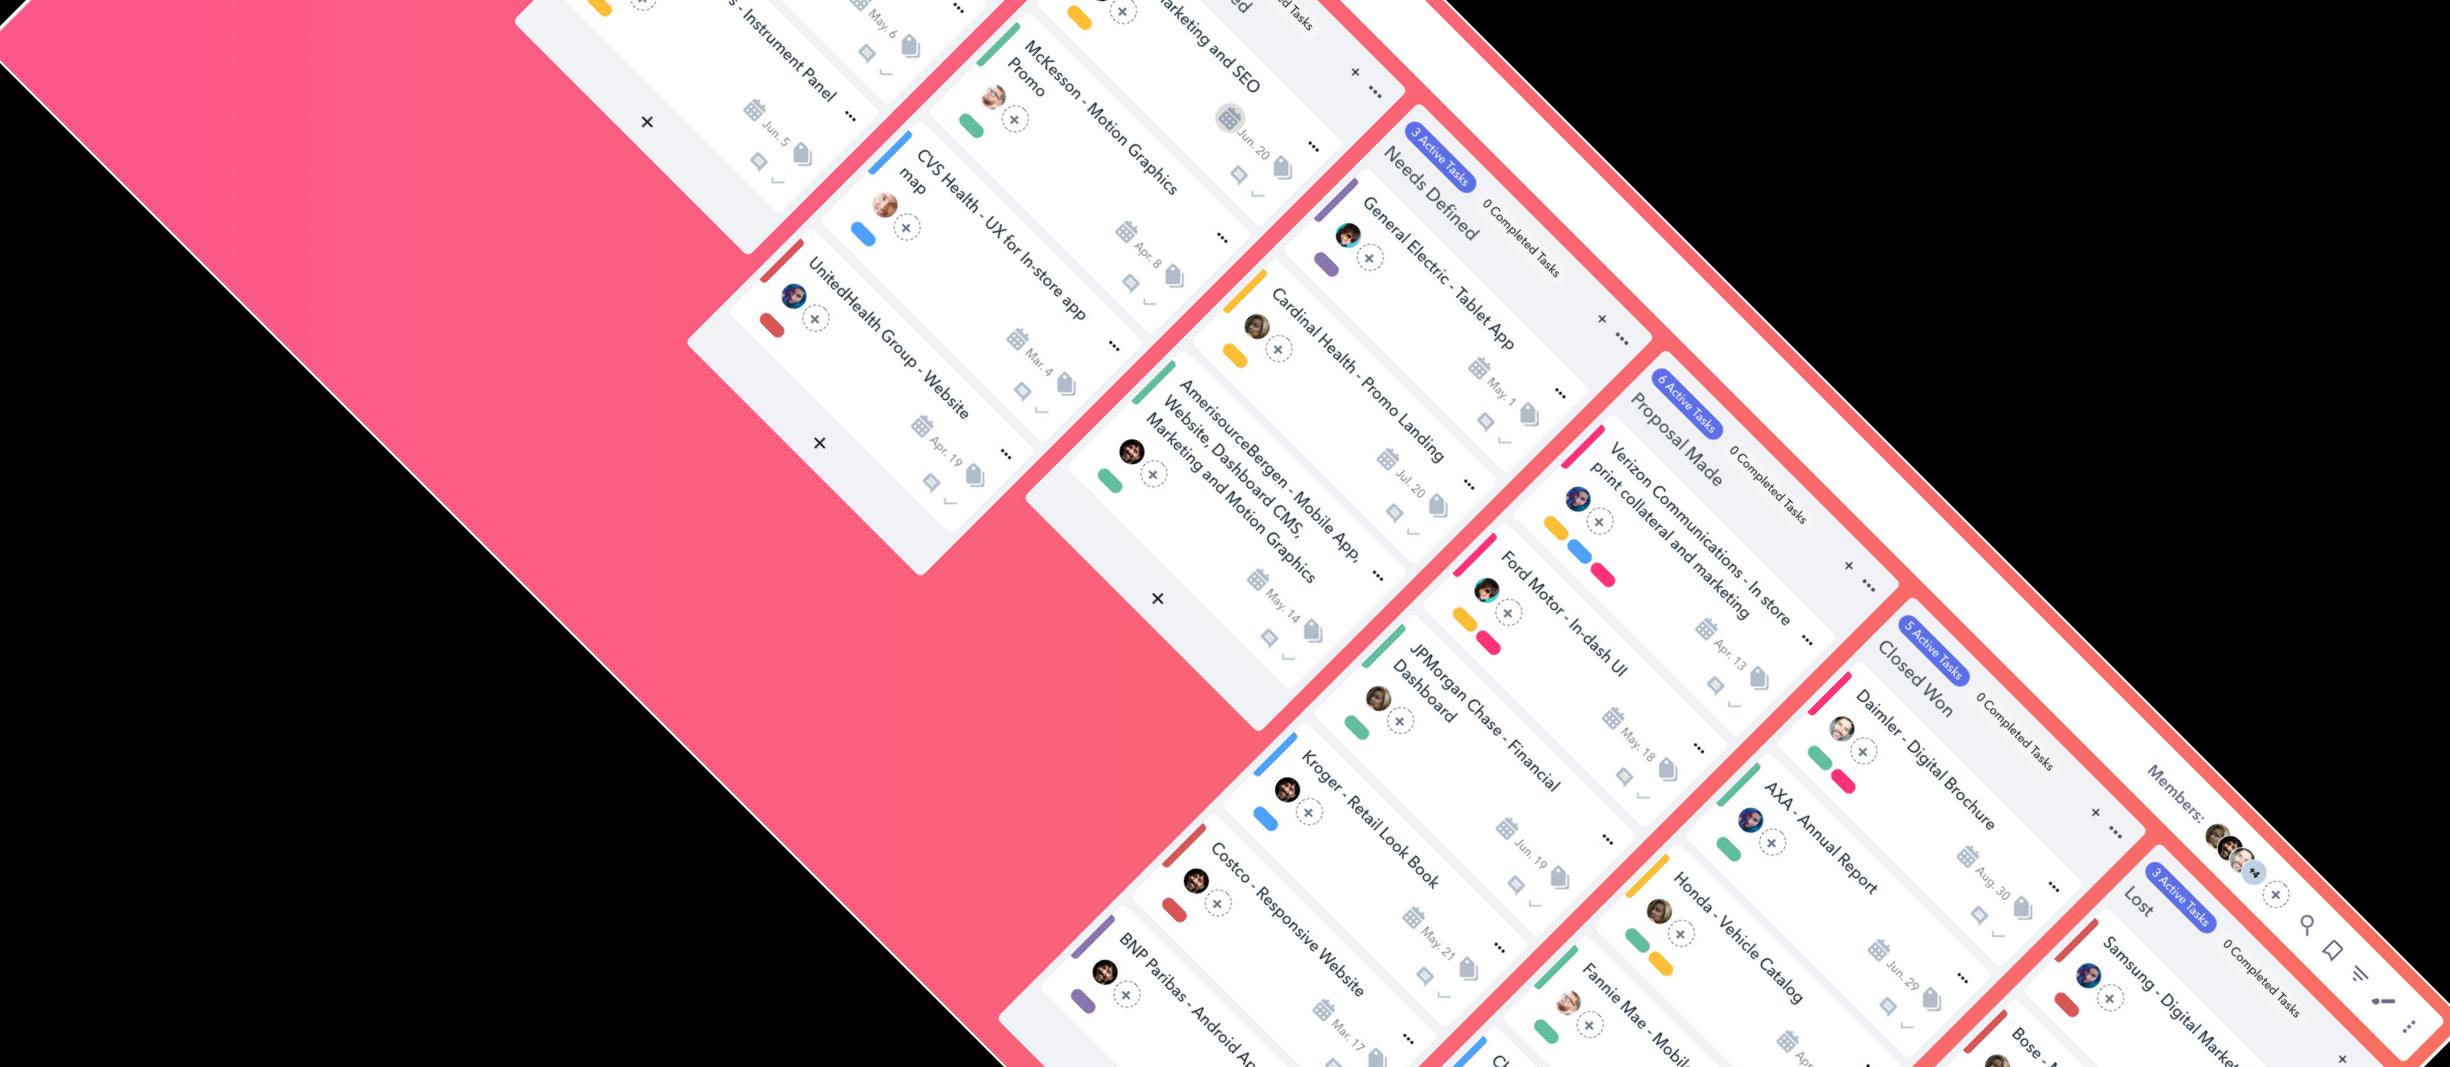 May. 6
- Instrument Panel
Jun. 5
arketing and SEO
Jun. 20
McKesson - Motion Graphics
Promo
Apr. 8
CVS Health - UX for In-store app
map
Mar. 4
UnitedHealth Group - Website
Apr. 19
3 Active Tasks
0 Completed Tasks
Needs Defined
General Electric - Tablet App
May. 1
Cardinal Health - Promo Landing
Jul. 20
AmerisourceBergen - Mobile App,
Website, Dashboard CMS,
Marketing and Motion Graphics
May. 14
6 Active Tasks
0 Completed Tasks
Proposal Made
Verizon Communications - In store
print collateral and marketing
Apr. 13
Ford Motor - In-dash UI
May. 18
JPMorgan Chase - Financial
Dashboard
Jun. 19
Kroger - Retail Look Book
May. 21
Costco - Responsive Website
Mar. 17
BNP Paribas - Android Ap
5 Active Tasks
0 Completed Tasks
Closed Won
Daimler - Digital Brochure
Aug. 30
AXA - Annual Report
Jun. 29
Honda - Vehicle Catalog
Apr
Fannie Mae - Mobil
Members:
+4
3 Active Tasks
0 Completed Tasks
Lost
Samsung - Digital Marke
Bose -